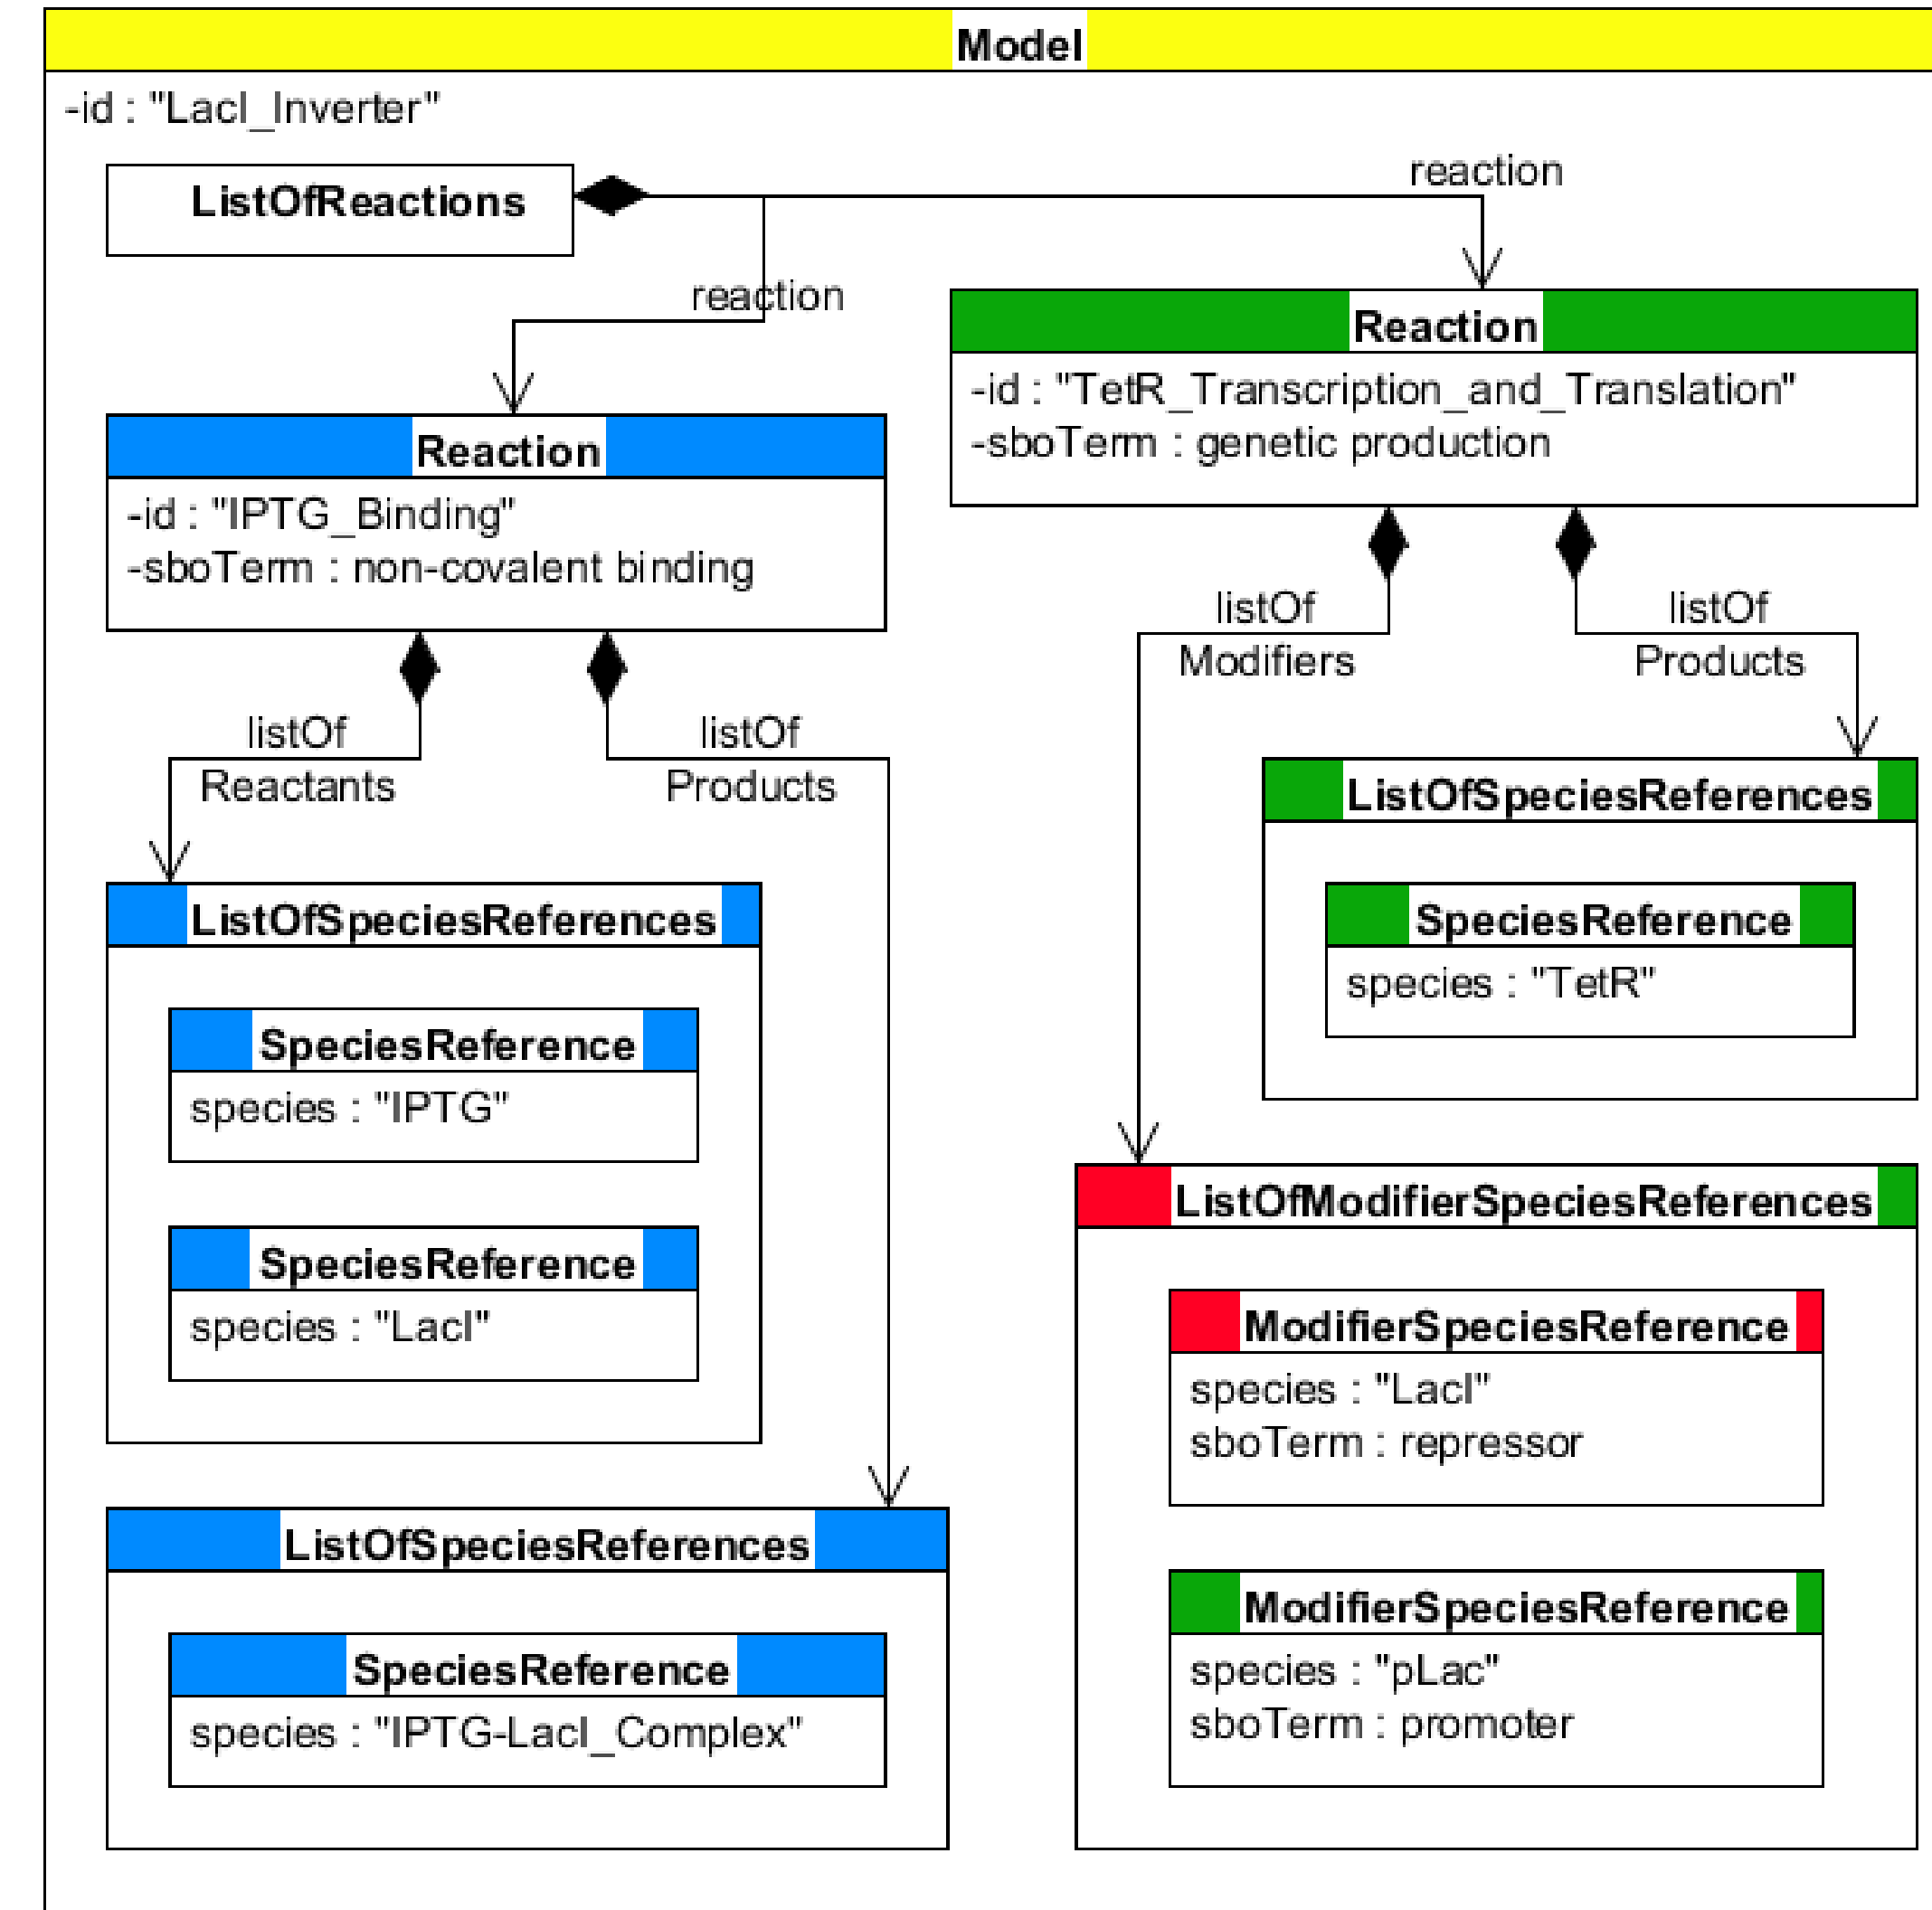 Model
-id : "LacI_Inverter"
ListOfReactions
reaction
reaction
Reaction
-id : "TetR_Transcription_and_Translation"
-sboTerm : genetic production
Reaction
-id : "IPTG_Binding"
-sboTerm : non-covalent binding
listOf
Modifiers
listOf
Products
listOf
Reactants
listOf
Products
ListOfSpeciesReferences
SpeciesReference
species : "TetR"
ListOfSpeciesReferences
SpeciesReference
species : "IPTG"
SpeciesReference
species : "LacI"
ListOfModifierSpeciesReferences
ModifierSpeciesReference
species : "LacI"
sboTerm : repressor
ModifierSpeciesReference
species : "pLac"
sboTerm : promoter
ListOfSpeciesReferences
SpeciesReference
species : "IPTG-LacI_Complex"